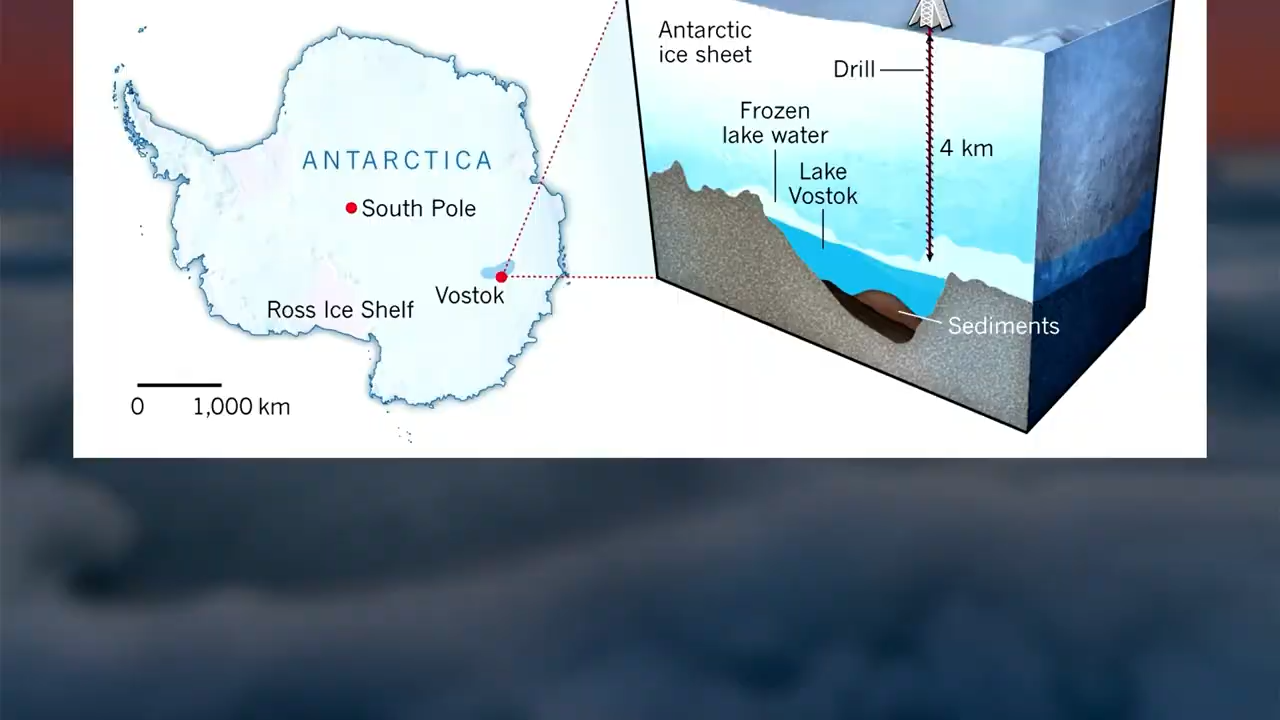 ANTARCTICA
South Pole
Vostok
Ross Ice Shelf
0 1,000 km
Antarctic
ice sheet
Drill
Frozen
lake water
4 km
Lake
Vostok
Sediments